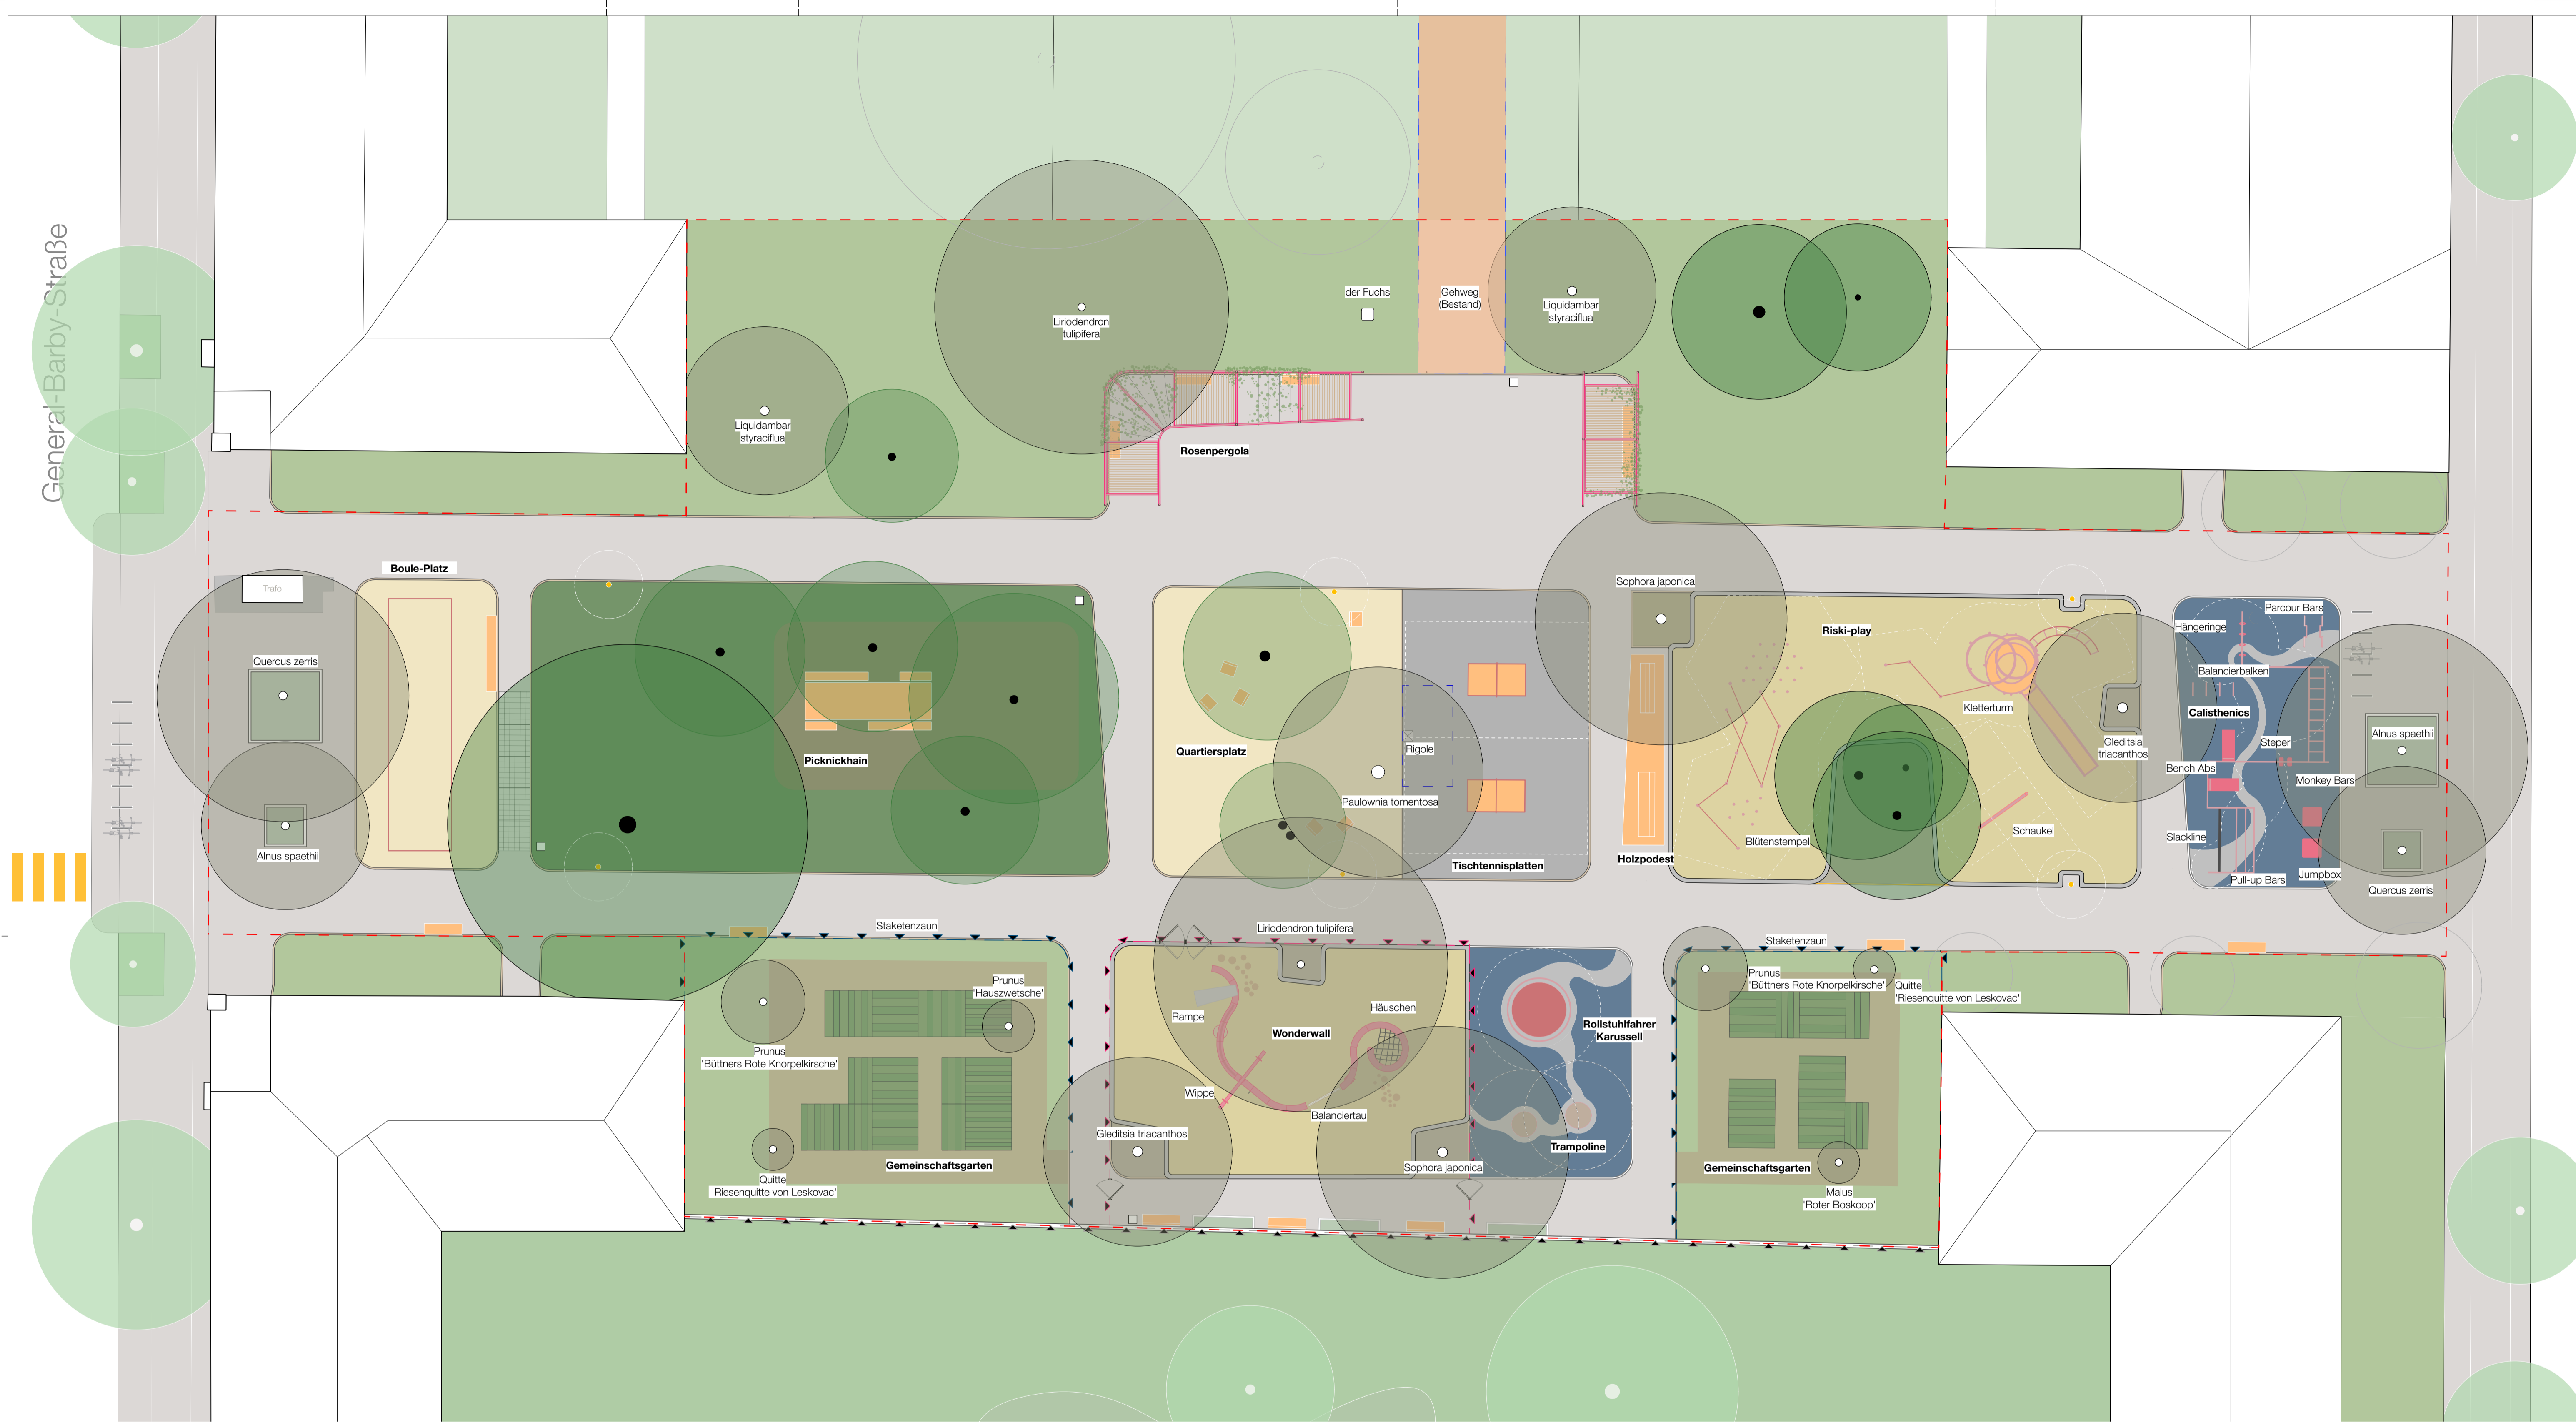 General-Barby-Straße
der Fuchs
Gehweg
(Bestand)
Liquidambar
styraciflua
Liriodendron
tulipifera
Liquidambar
styraciflua
Rosenpergola
Boule-Platz
Trafo
Sophora japonica
Parcour Bars
Hängeringe
Riski-play
Quercus zerris
Balancierbalken
Kletterturm
Calisthenics
Alnus spaethii
Quartiersplatz
Rigole
Gleditsia
triacanthos
Steper
Picknickhain
Bench Abs
Monkey Bars
Paulownia tomentosa
Schaukel
Slackline
Blütenstempel
Alnus spaethii
Holzpodest
Tischtennisplatten
Jumpbox
Pull-up Bars
Quercus zerris
Staketenzaun
Liriodendron tulipifera
Staketenzaun
Prunus
'Büttners Rote Knorpelkirsche'
Quitte
'Riesenquitte von Leskovac'
Prunus
'Hauszwetsche'
Häuschen
Rampe
Wonderwall
Rollstuhlfahrer
Karussell
Prunus
'Büttners Rote Knorpelkirsche'
Wippe
Balanciertau
Gleditsia triacanthos
Trampoline
Gemeinschaftsgarten
Sophora japonica
Gemeinschaftsgarten
Quitte
'Riesenquitte von Leskovac'
Malus
'Roter Boskoop'